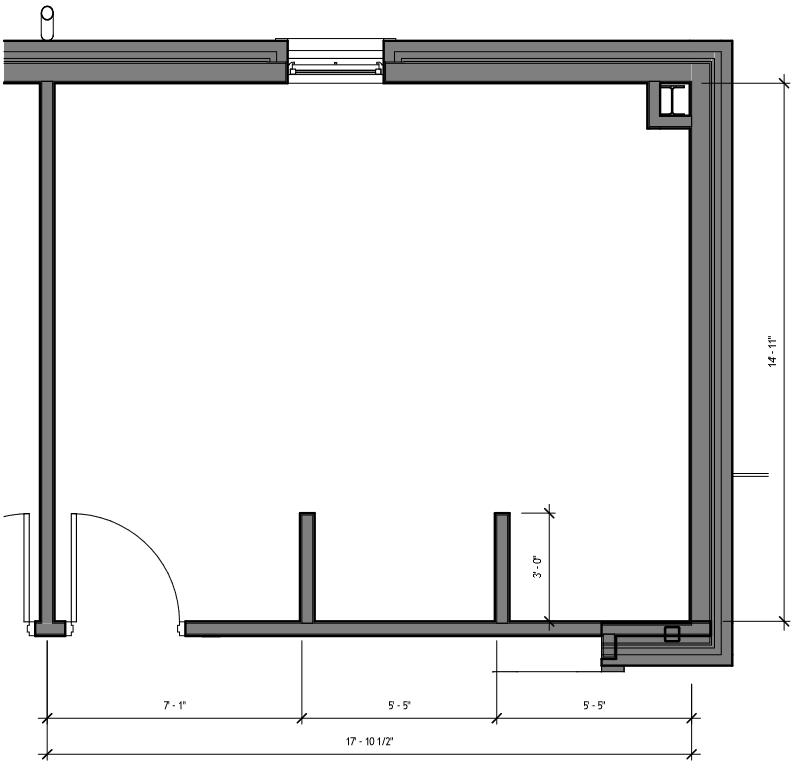 14' - 11"
3' - 0"
7' - 1"
5' - 5"
5' - 5"
17' - 10 1/2"